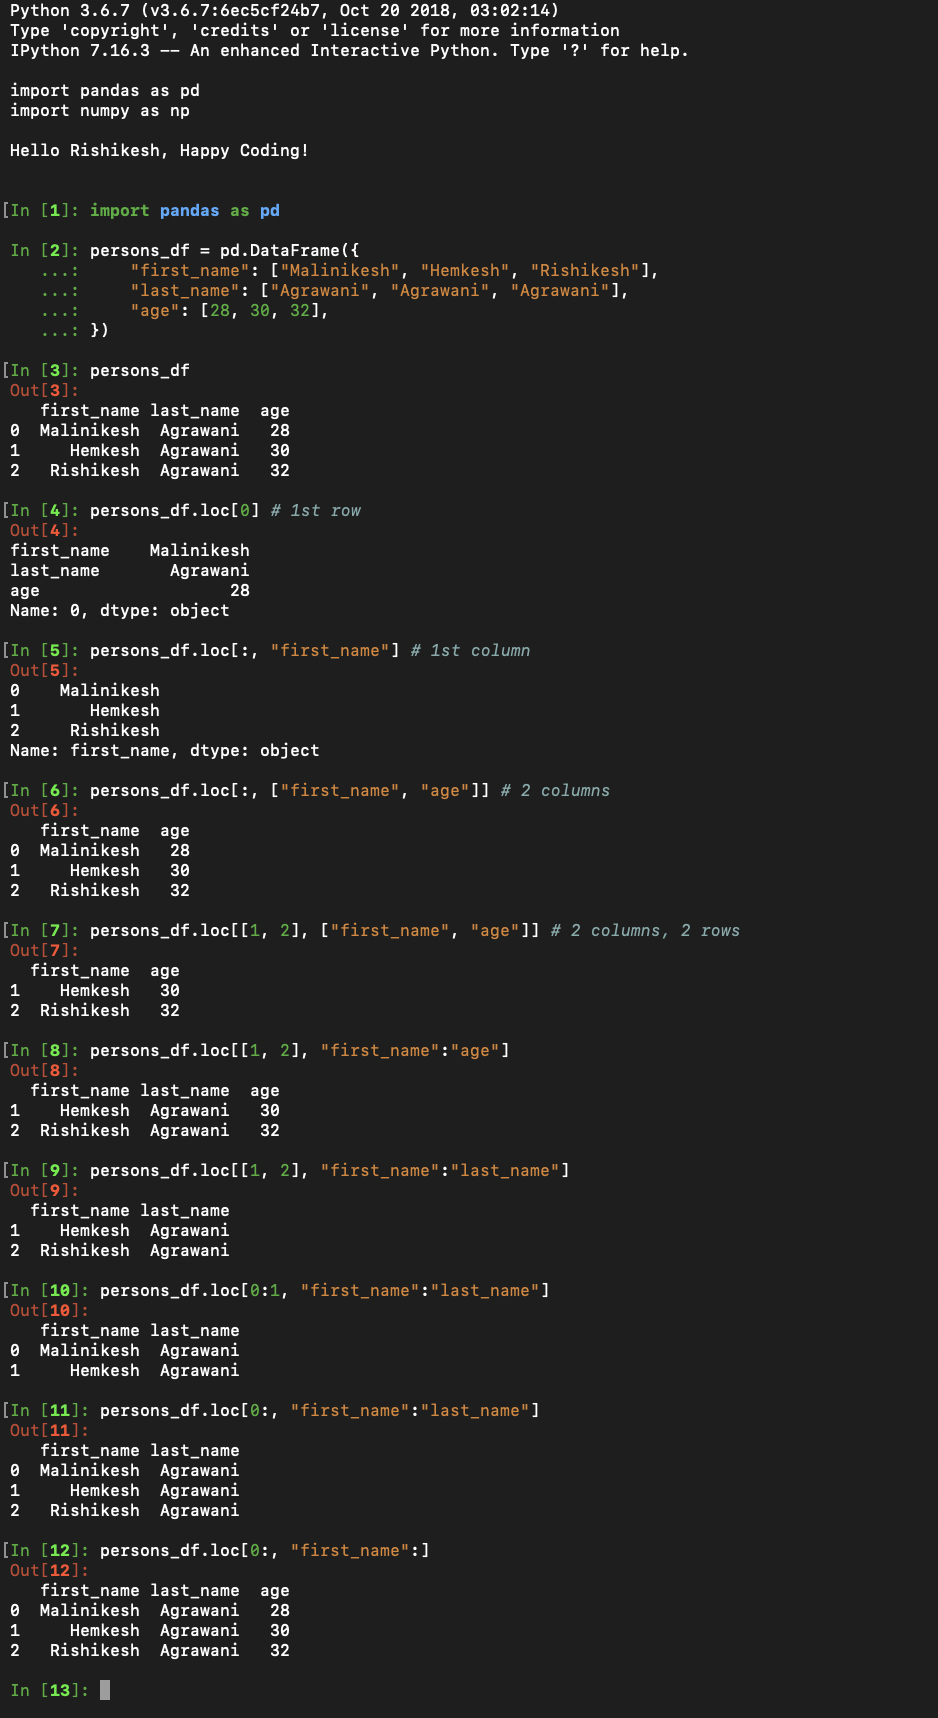 Python 3.6.7 (v3.6.7:6ec5cf24b7, Oct 20 2018, 03:02:14)
Type 'copyright', 'credits' or 'license' for more information
IPython 7.16.3 -- An enhanced Interactive Python. Type '?' for help.

import pandas as pd
import numpy as np

Hello Rishikesh, Happy Coding!

[In [1]: import pandas as pd

In [2]: persons_df = pd.DataFrame({
   ...:     "first_name": ["Malinikesh", "Hemkesh", "Rishikesh"],
   ...:     "last_name": ["Agrawani", "Agrawani", "Agrawani"],
   ...:     "age": [28, 30, 32],
   ...: })

[In [3]: persons_df
Out[3]:
   first_name last_name  age
0  Malinikesh  Agrawani   28
1     Hemkesh  Agrawani   30
2   Rishikesh  Agrawani   32

[In [4]: persons_df.loc[0] # 1st row
Out[4]:
first_name    Malinikesh
last_name       Agrawani
age                   28
Name: 0, dtype: object

[In [5]: persons_df.loc[:, "first_name"] # 1st column
Out[5]:
0    Malinikesh
1       Hemkesh
2     Rishikesh
Name: first_name, dtype: object

[In [6]: persons_df.loc[:, ["first_name", "age"]] # 2 columns
Out[6]:
   first_name  age
0  Malinikesh   28
1     Hemkesh   30
2   Rishikesh   32

[In [7]: persons_df.loc[[1, 2], ["first_name", "age"]] # 2 columns, 2 rows
Out[7]:
  first_name  age
1    Hemkesh   30
2  Rishikesh   32

[In [8]: persons_df.loc[[1, 2], "first_name":"age"]
Out[8]:
  first_name last_name  age
1    Hemkesh  Agrawani   30
2  Rishikesh  Agrawani   32

[In [9]: persons_df.loc[[1, 2], "first_name":"last_name"]
Out[9]:
  first_name last_name
1    Hemkesh  Agrawani
2  Rishikesh  Agrawani

[In [10]: persons_df.loc[0:1, "first_name":"last_name"]
Out[10]:
   first_name last_name
0  Malinikesh  Agrawani
1     Hemkesh  Agrawani

[In [11]: persons_df.loc[0:, "first_name":"last_name"]
Out[11]:
   first_name last_name
0  Malinikesh  Agrawani
1     Hemkesh  Agrawani
2   Rishikesh  Agrawani

[In [12]: persons_df.loc[0:, "first_name":]
Out[12]:
   first_name last_name  age
0  Malinikesh  Agrawani   28
1     Hemkesh  Agrawani   30
2   Rishikesh  Agrawani   32

In [13]: